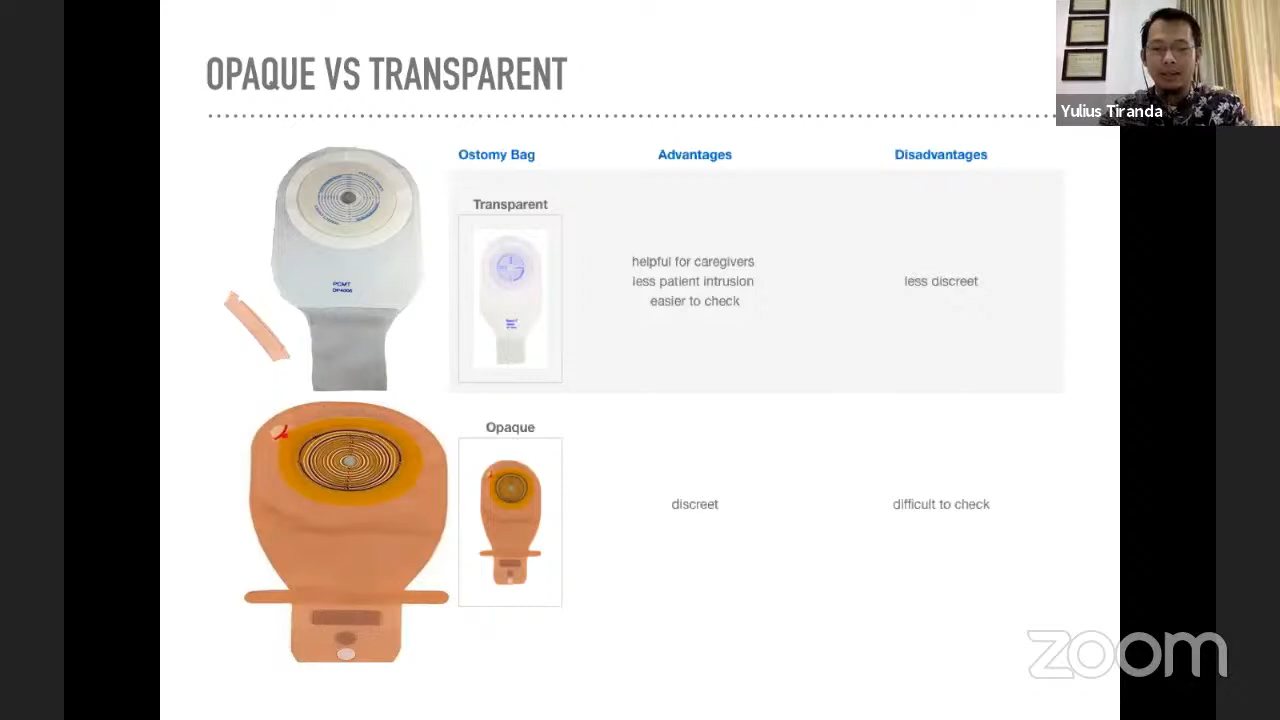 OPAQUE VS TRANSPARENT
Yulius Tiranda
Ostomy Bag
Advantages
Disadvantages
Transparent
helpful for caregivers
less patient intrusion
easier to check
less discreet
Opaque
discreet
difficult to check
zoom